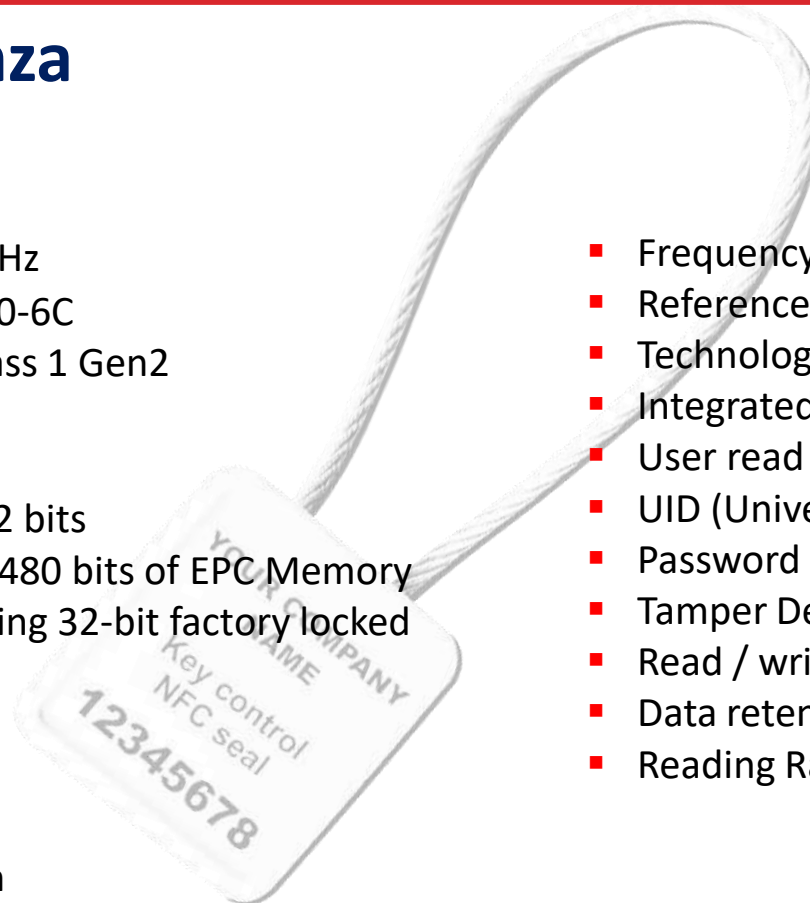 nza
Hz
0-6C
ass 1 Gen2
2 bits
480 bits of EPC Memory
ing 32-bit factory locked
YOUR COMPANY
NAME
Key control
NFC seal
12345678
▪ Frequency
▪ Reference
▪ Technolog
▪ Integrated
▪ User read
▪ UID (Unive
▪ Password
▪ Tamper De
▪ Read / wri
▪ Data reten
▪ Reading Ra